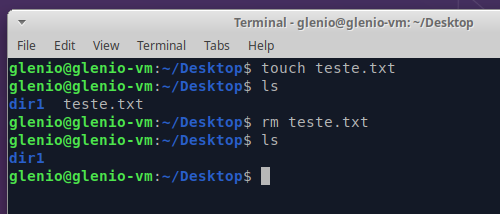 Terminal - glenio@glenio-vm: ~/Desktop
File Edit View Terminal Tabs Help
glenio@glenio-vm:~/Desktop$ touch teste.txt
glenio@glenio-vm:~/Desktop$ ls
dir1  teste.txt
glenio@glenio-vm:~/Desktop$ rm teste.txt
glenio@glenio-vm:~/Desktop$ ls
dir1
glenio@glenio-vm:~/Desktop$